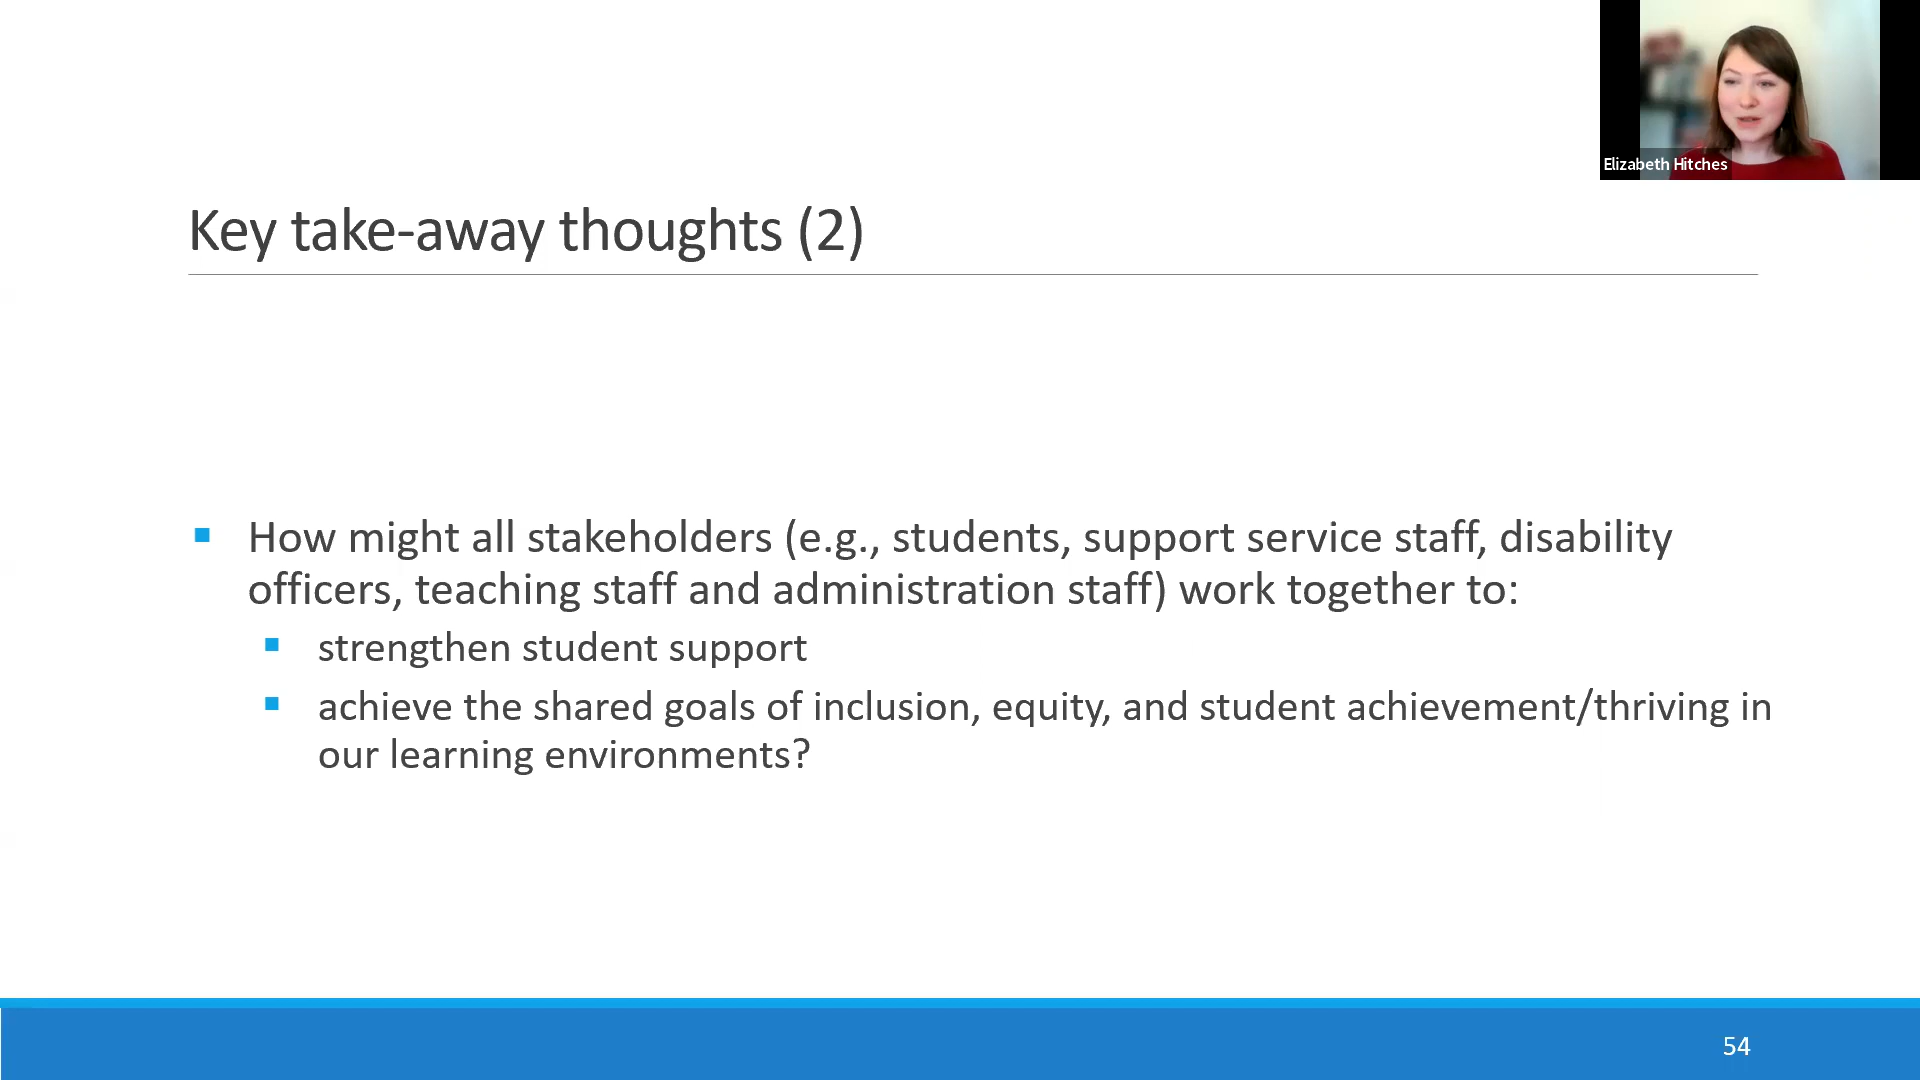 Elizabeth Hitches
Key take-away thoughts (2)
How might all stakeholders (e.g., students, support service staff, disability
officers, teaching staff and administration staff) work together to:
strengthen student support
achieve the shared goals of inclusion, equity, and student achievement/thriving in
our learning environments?
54